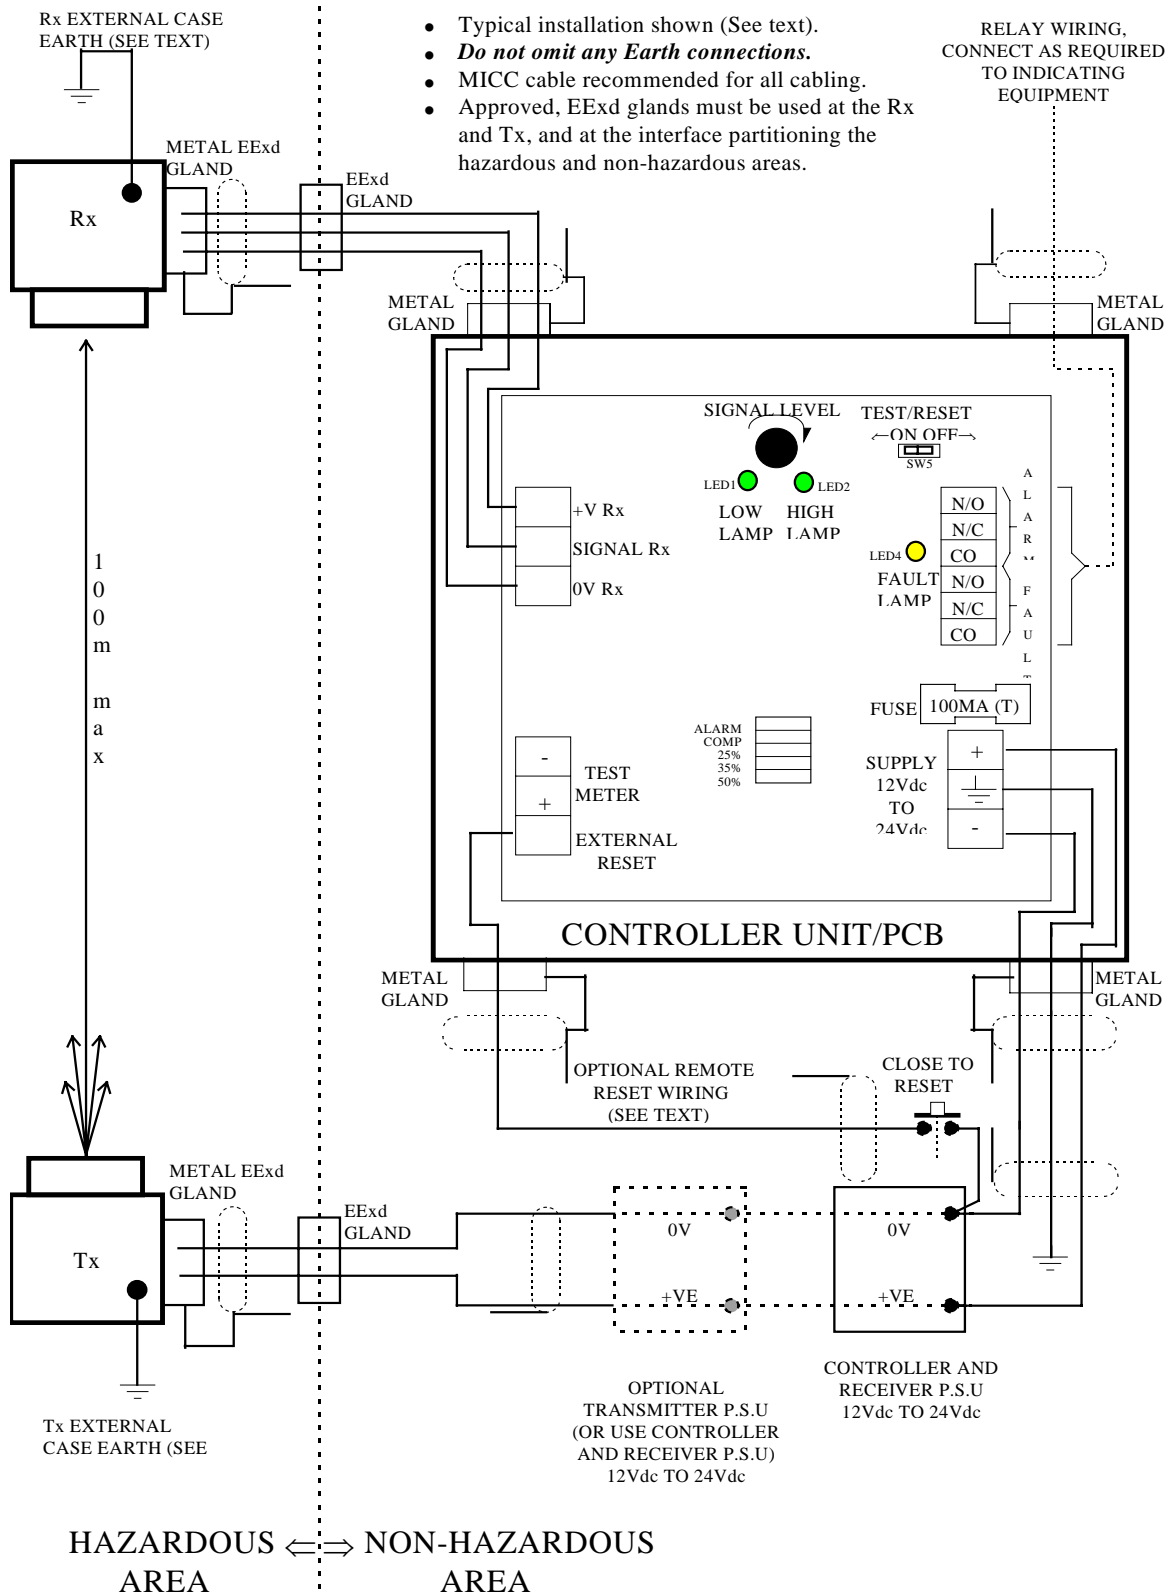 Rx EXTERNAL CASE
EARTH (SEE TEXT)
• Typical installation shown (See text).
• Do not omit any Earth connections.
• MICC cable recommended for all cabling.
• Approved, EExd glands must be used at the Rx
and Tx, and at the interface partitioning the
hazardous and non-hazardous areas.
RELAY WIRING,
CONNECT AS REQUIRED
TO INDICATING
EQUIPMENT
METAL EExd
GLAND
EExd
GLAND
Rx
METAL
GLAND
METAL
GLAND
SIGNAL LEVEL
TEST/RESET
ON OFF
SW5
LED1
LED2
LOW
LAMP
HIGH
LAMP
+V Rx
SIGNAL Rx
0V Rx
LED4
FAULT
LAMP
N/O
N/C
CO
N/O
N/C
CO
ALARM
FAULT
100m max
FUSE
100MA (T)
ALARM
COMP
25%
35%
50%
-
+
TEST
METER
EXTERNAL
RESET
SUPPLY
12Vdc
TO
24Vdc
+
-
CONTROLLER UNIT/PCB
METAL
GLAND
METAL
GLAND
OPTIONAL REMOTE
RESET WIRING
(SEE TEXT)
CLOSE TO
RESET
METAL EExd
GLAND
EExd
GLAND
Tx
0V
+VE
0V
+VE
OPTIONAL
TRANSMITTER P.S.U
(OR USE CONTROLLER
AND RECEIVER P.S.U)
12Vdc TO 24Vdc
CONTROLLER AND
RECEIVER P.S.U
12Vdc TO 24Vdc
Tx EXTERNAL
CASE EARTH (SEE
HAZARDOUS ⇐ ⇒ NON-HAZARDOUS
AREA AREA